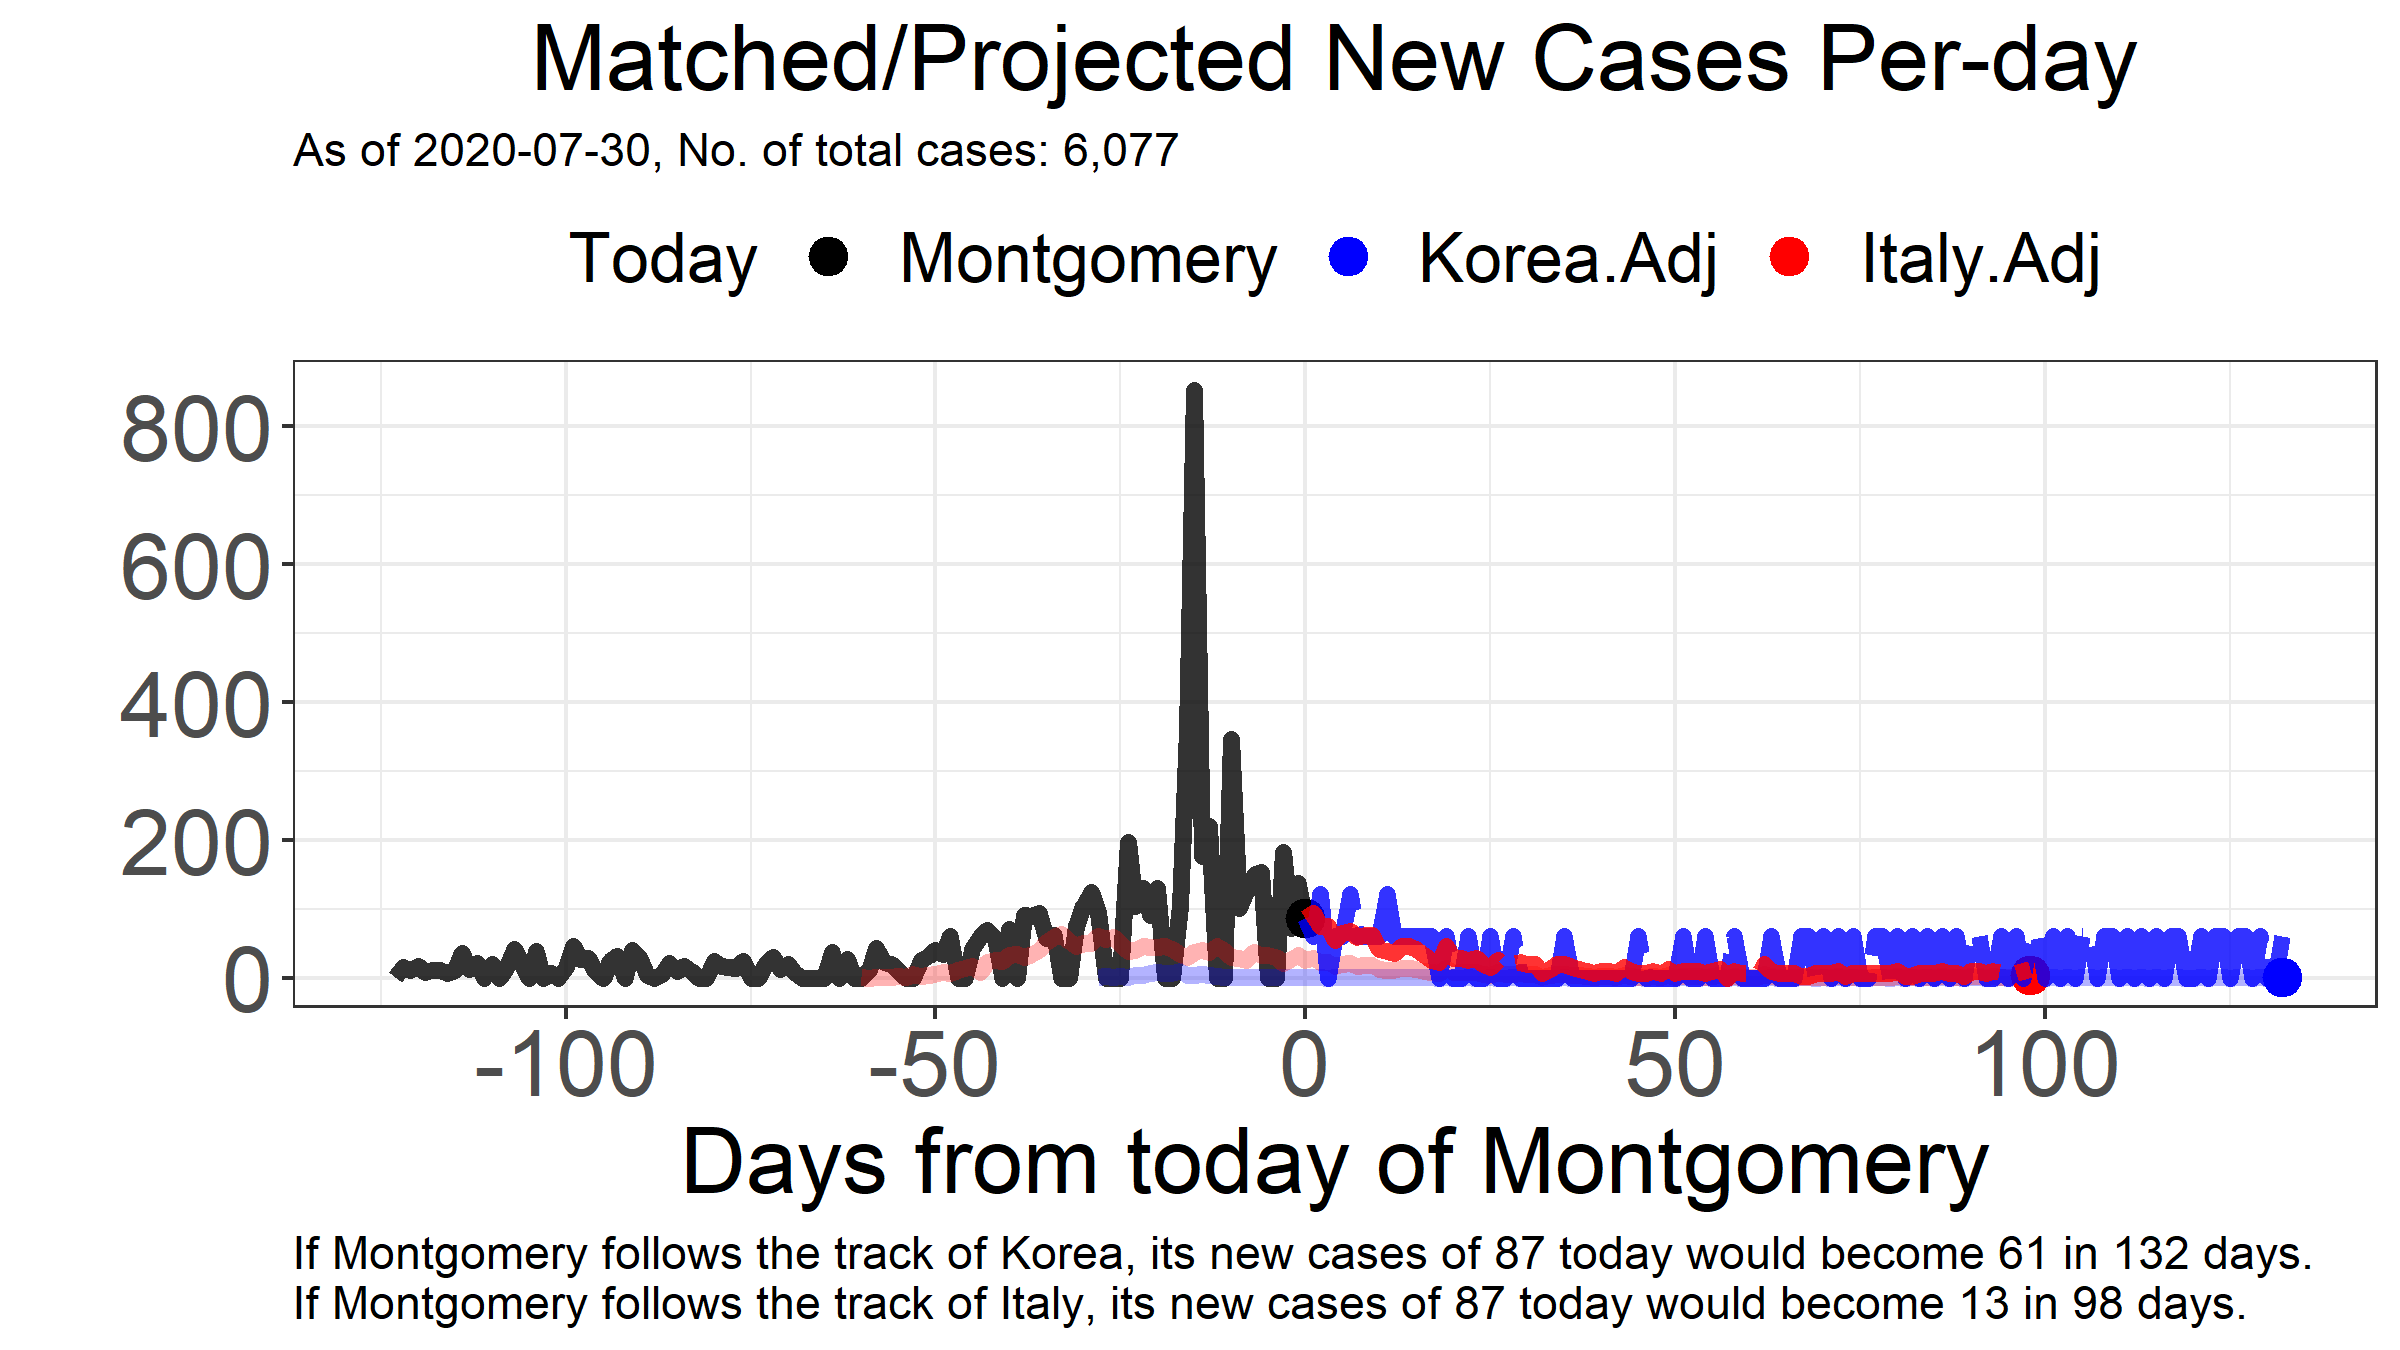 Matched/Projected New Cases Per-day
As of 2020-07-30, No. of total cases: 6,077
Today Montgomery Korea.Adj Italy.Adj
800
600
400
200
0
-100 -50 0 50 100
Days from today of Montgomery
If Montgomery follows the track of Korea, its new cases of 87 today would become 61 in 132 days.
If Montgomery follows the track of Italy, its new cases of 87 today would become 13 in 98 days.